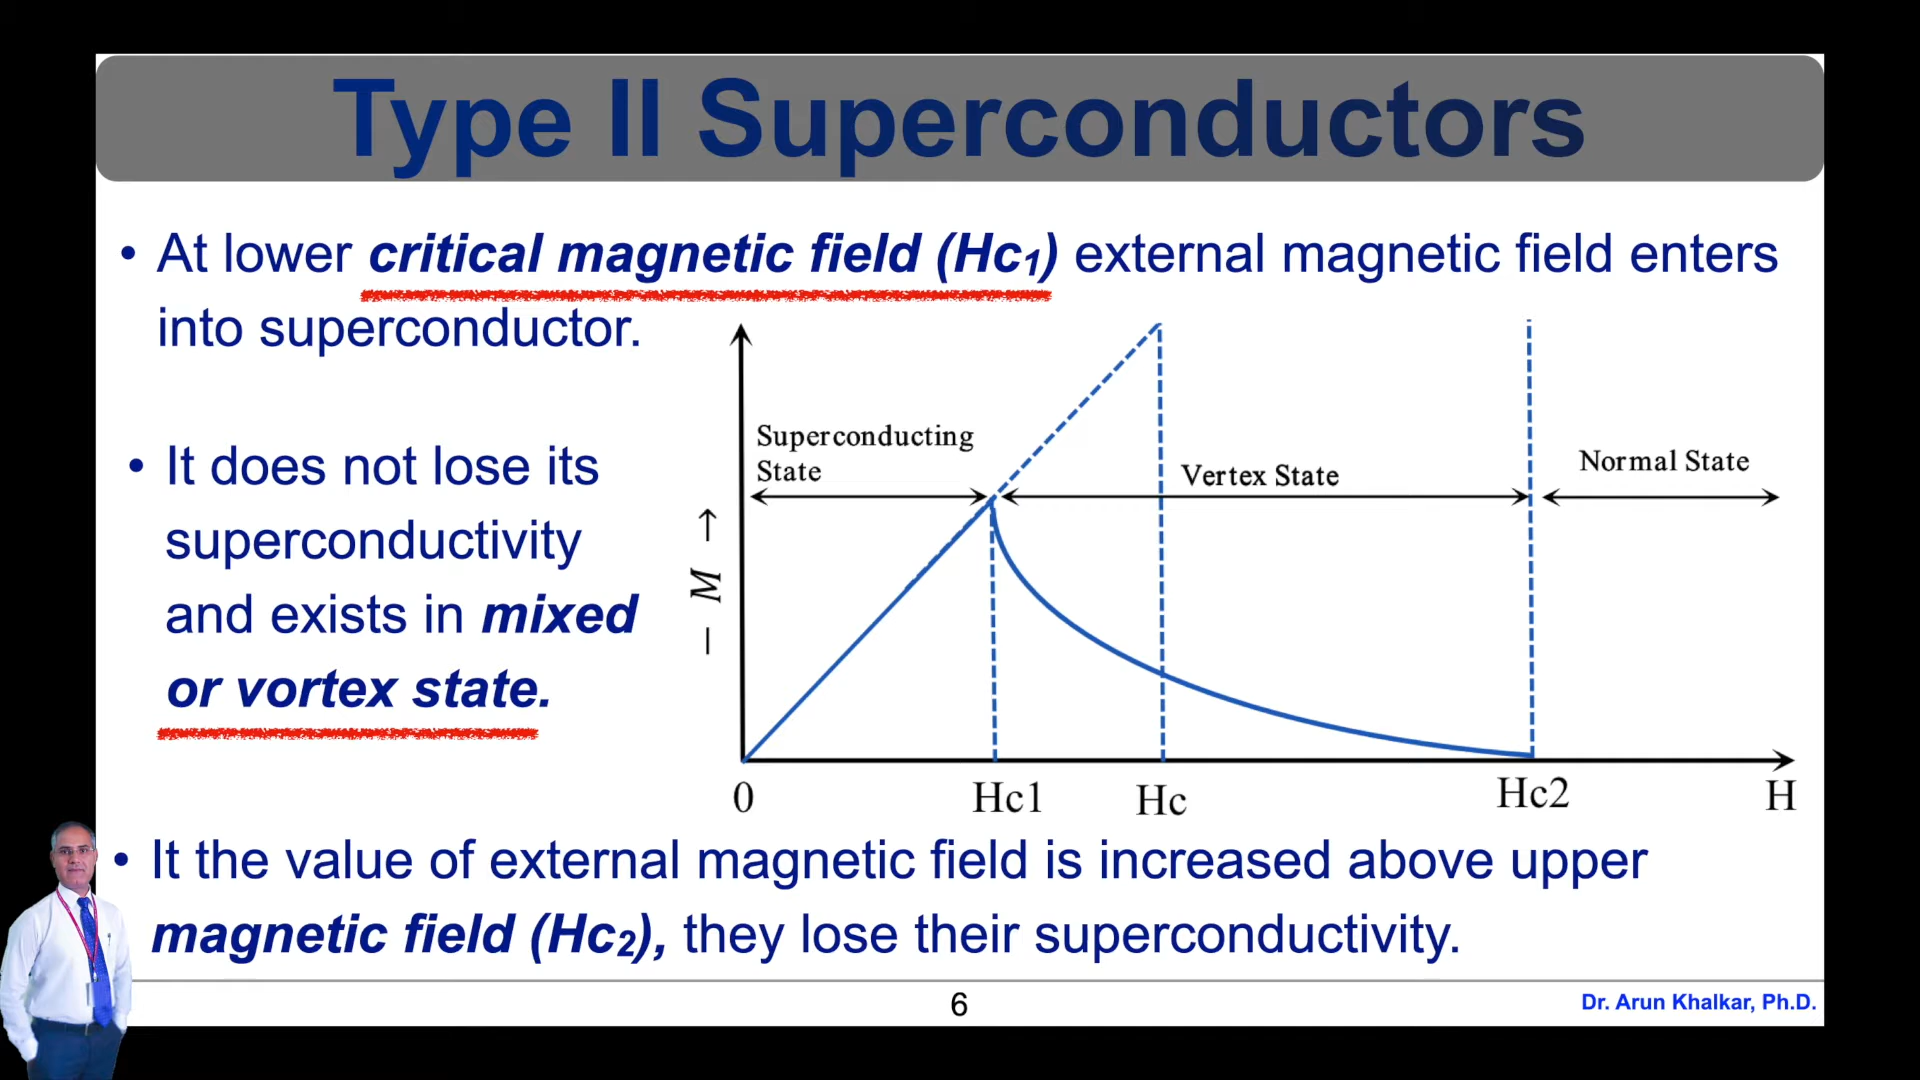 Type II Superconductors
• At lower critical magnetic field (Hc₁) external magnetic field enters
into superconductor.
• It does not lose its
superconductivity
and exists in mixed
or vortex state.
Superconducting
State
Vertex State
Normal State
– M →
0
Hc1
Hc
Hc2
H
• It the value of external magnetic field is increased above upper
magnetic field (Hc₂), they lose their superconductivity.
6
Dr. Arun Khalkar, Ph.D.